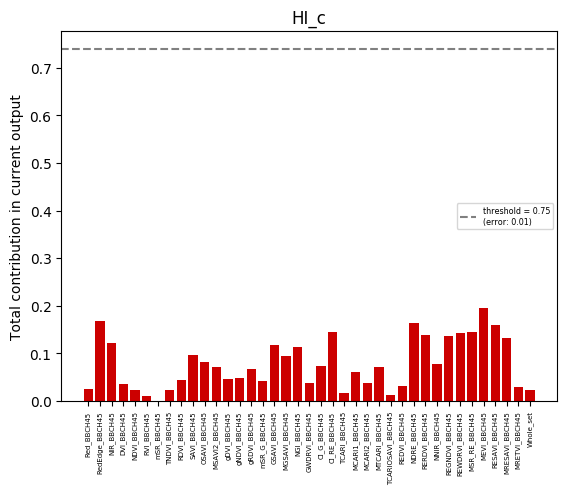 HI_c
Total contribution in current output
0.7
0.6
0.5
0.4
0.3
0.2
0.1
0.0
threshold = 0.75
(error: 0.01)
Red_BBCH45
RedEdge_BBCH45
NIR_BBCH45
DVI_BBCH45
NDVI_BBCH45
RVI_BBCH45
mSR_BBCH45
TNDVI_BBCH45
RDVI_BBCH45
SAVI_BBCH45
OSAVI_BBCH45
MSAVI2_BBCH45
gDVI_BBCH45
gNDVI_BBCH45
gRDVI_BBCH45
mSR_G_BBCH45
GSAVI_BBCH45
MGSAVI_BBCH45
NGI_BBCH45
GWDRVI_BBCH45
CI_G_BBCH45
CI_RE_BBCH45
TCARI_BBCH45
MCARI1_BBCH45
MCARI2_BBCH45
MTCARI_BBCH45
TCARIOSAVI_BBCH45
REDVI_BBCH45
NDRE_BBCH45
RERDVI_BBCH45
NNIR_BBCH45
REGNDVI_BBCH45
REWDRVI_BBCH45
MSR_RE_BBCH45
MEVI_BBCH45
RESAVI_BBCH45
MRESAVI_BBCH45
MRETVI_BBCH45
Whole_set